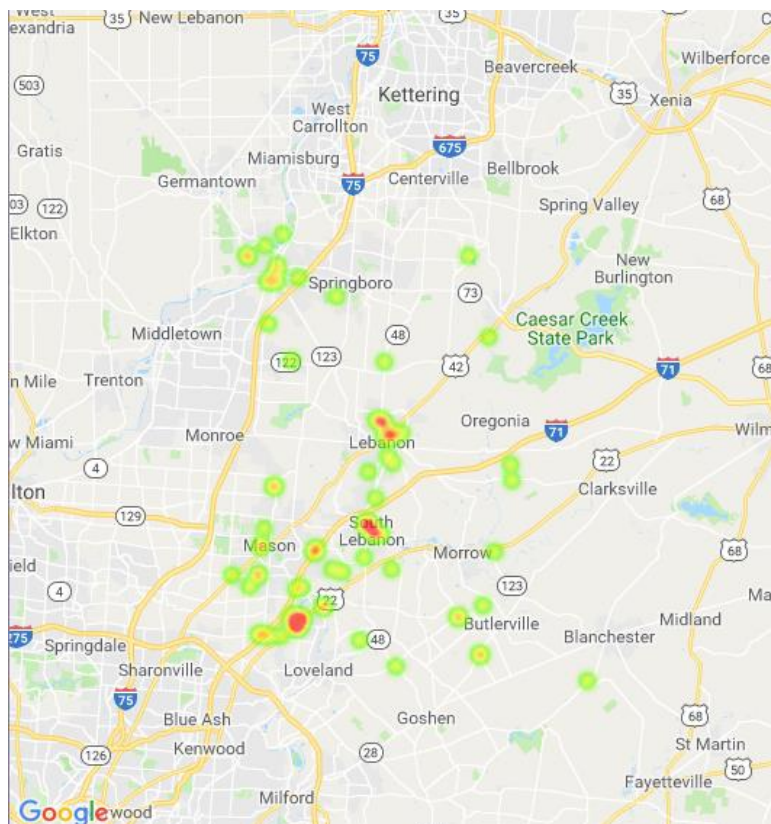 West
exandria
35
New Lebanon
75
35
Beavercreek
Wilberforce
503
Kettering
35
Xenia
West
Carrollton
Gratis
Miamisburg
675
Bellbrook
Germantown
75
Centerville
68
03
122
Spring Valley
Elkton
New
Burlington
Springboro
73
Caesar Creek
State Park
Middletown
48
122
123
42
71
68
n Mile
Trenton
Oregonia
Monroe
Lebanon
71
w Miami
Wilm
4
22
Clarksville
lton
129
South
Lebanon
Mason
Morrow
68
ield
4
22
123
Ma
275
Butlerville
Midland
Springdale
48
Blanchester
Sharonville
Loveland
75
Blue Ash
Goshen
68
Kenwood
St Martin
126
28
50
Milford
Fayetteville
Google
wood